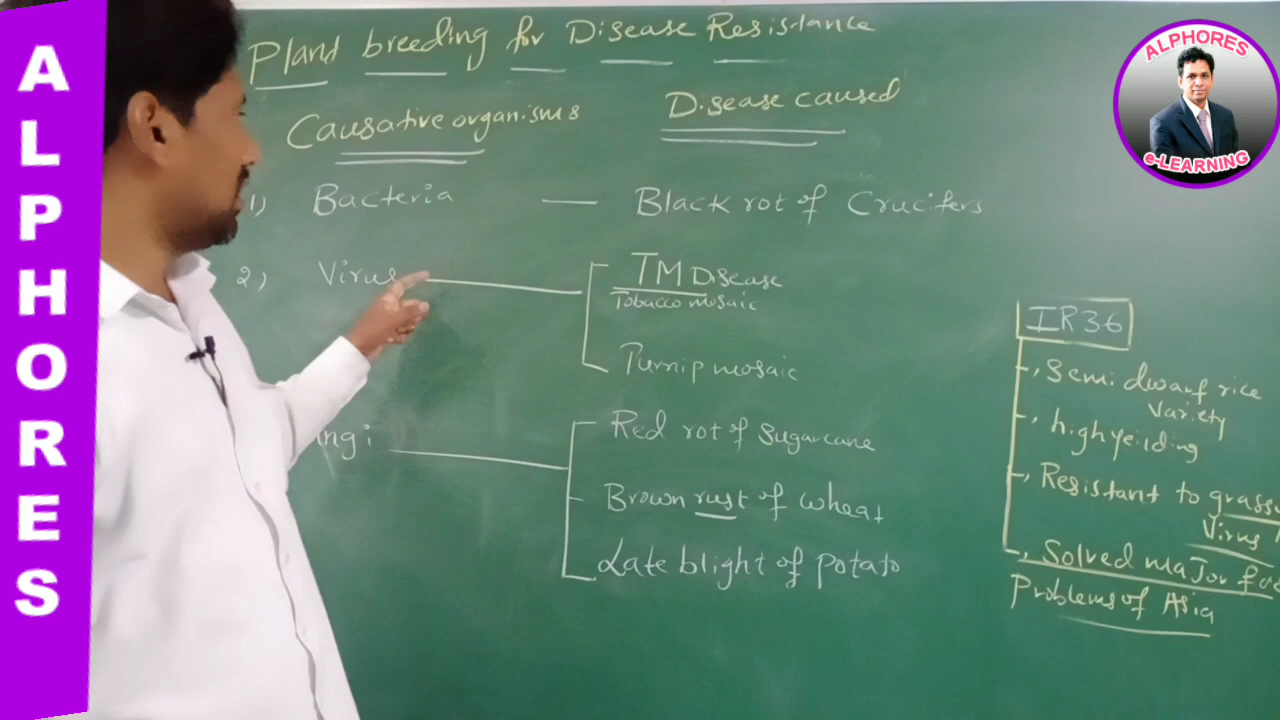 ALPHORES
Plant breeding for Disease Resistance
Causative organisms Disease caused
1) Bacteria — Black rot of Crucifers
2) Virus TM Disease
Tobacco mosaic
Turnip mosaic
Red rot of Sugarcane
Brown rust of wheat
Late blight of potato
IR36
Semi dwarf rice
Variety
high yeilding
Resistant to
Virus
Solved major
Problems of Asia
ALPHORES
e-LEARNING